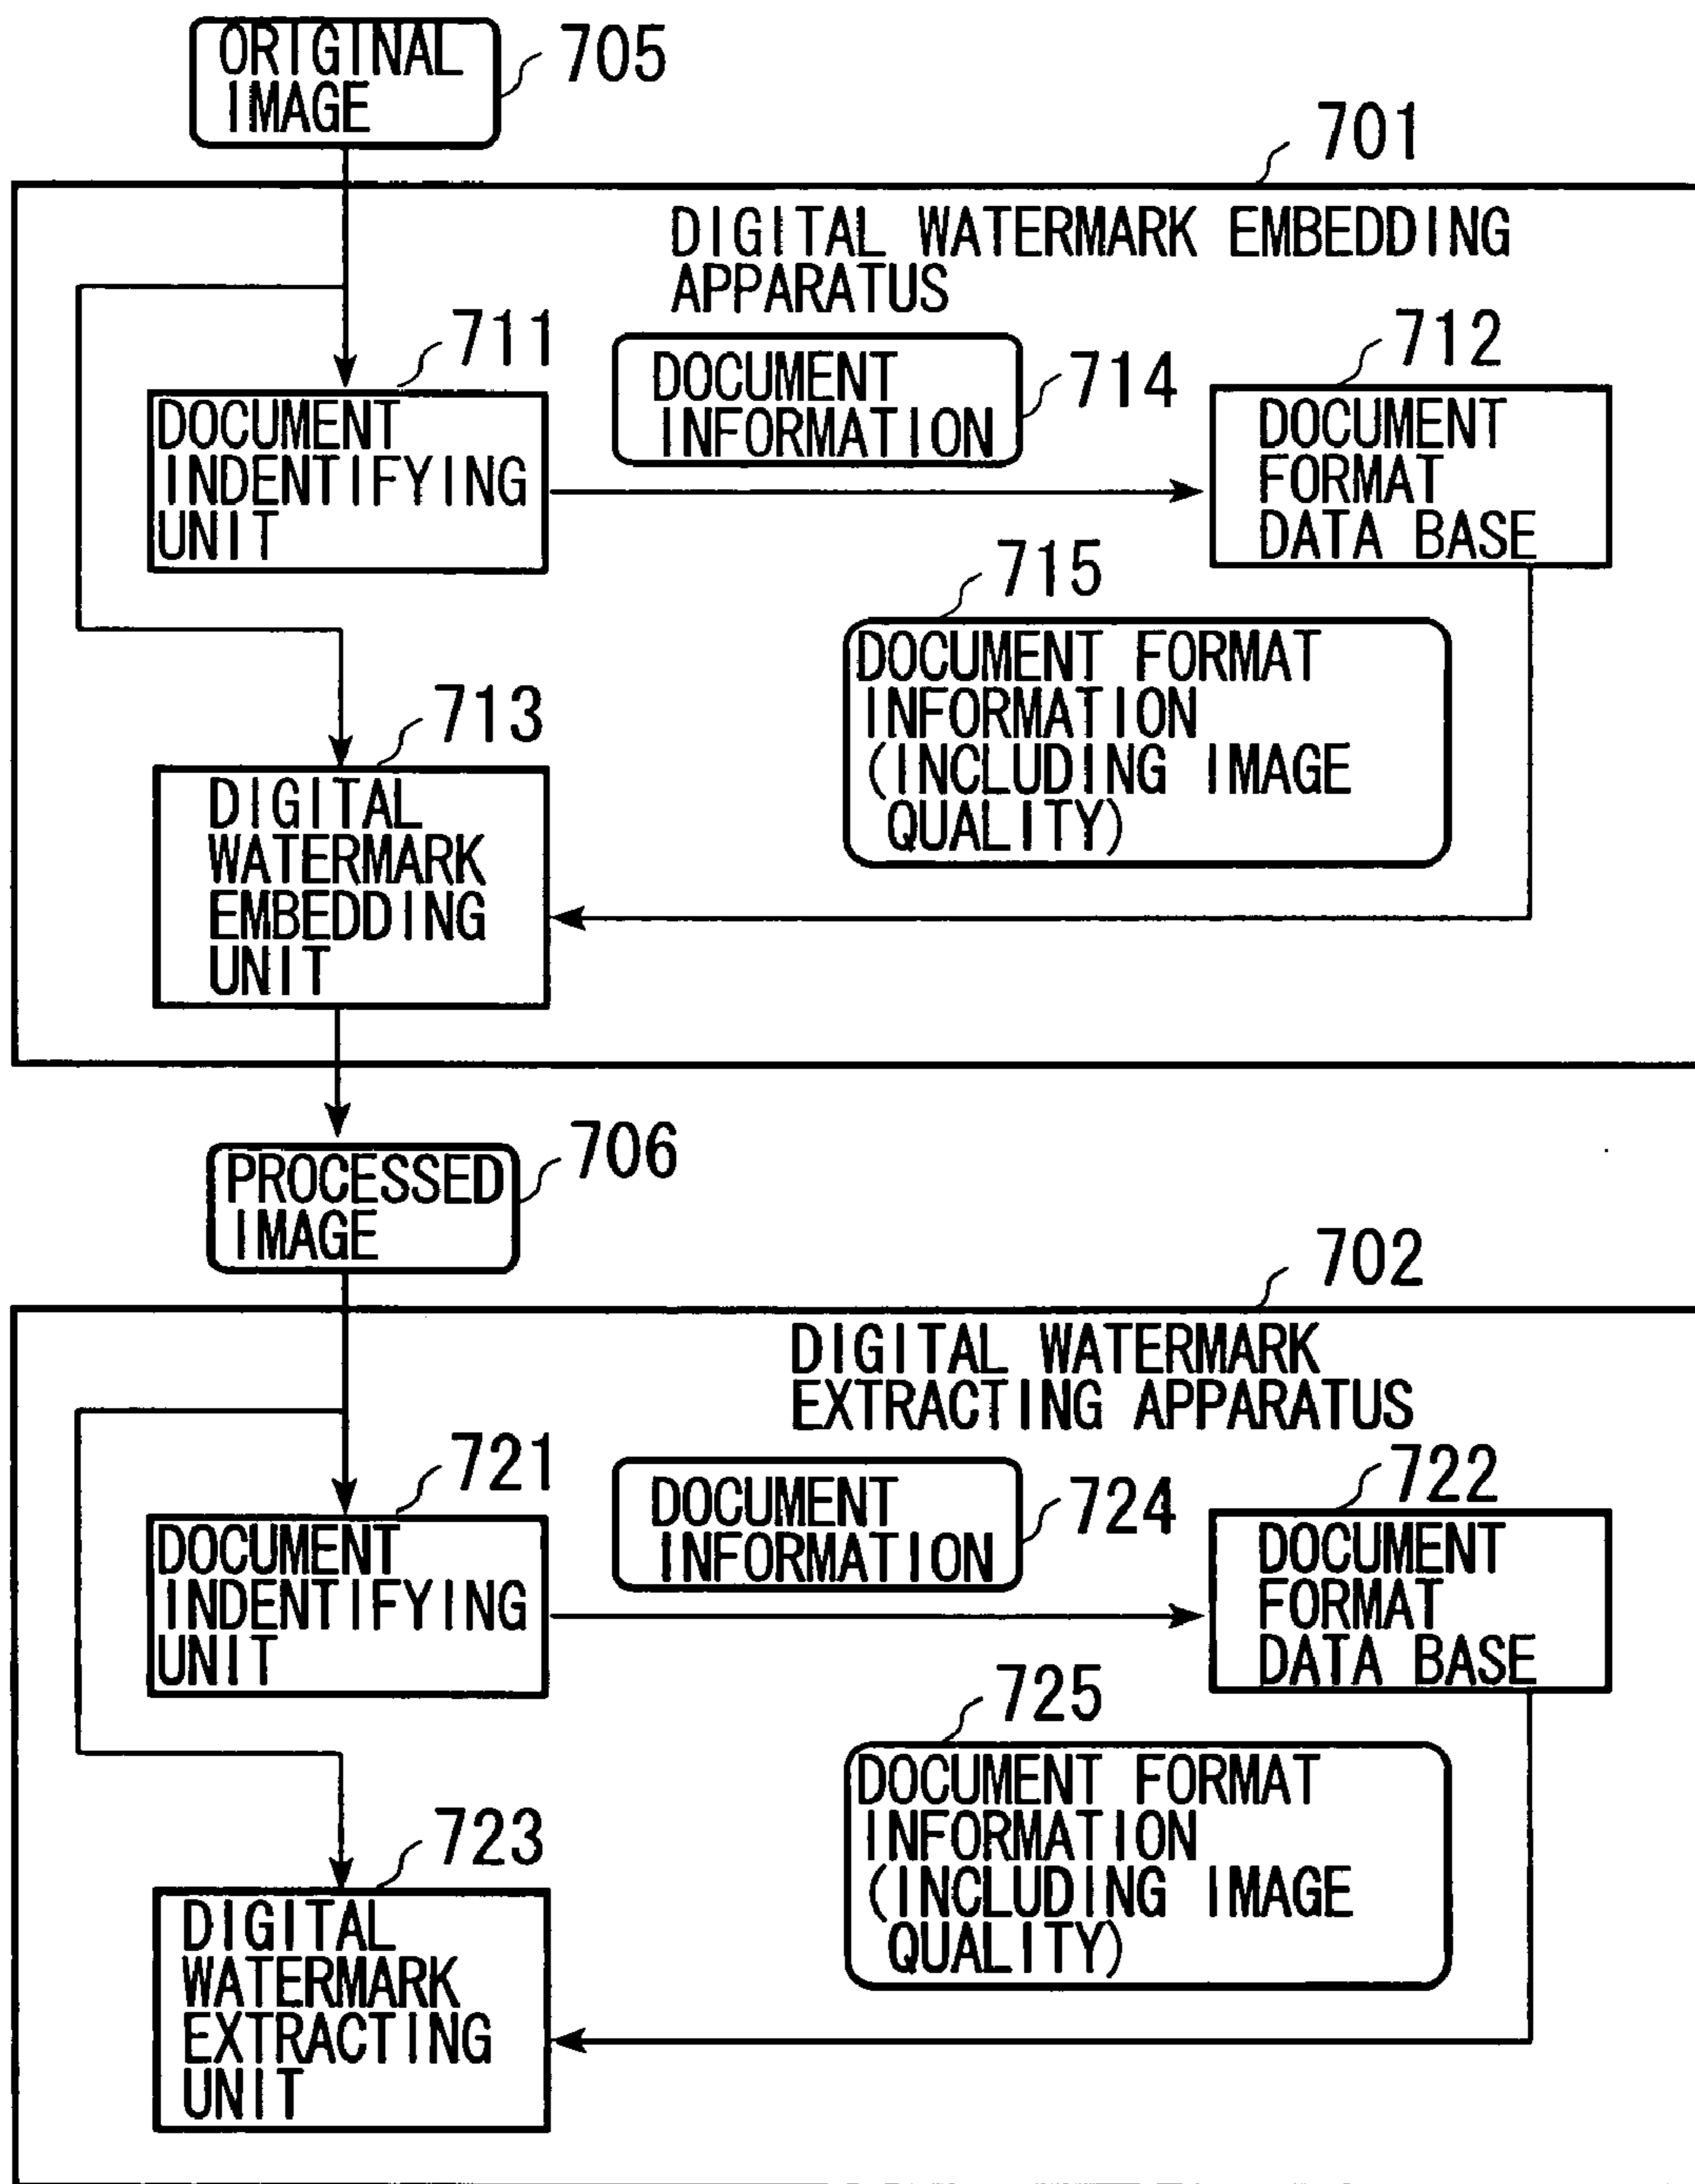 ORIGINAL
IMAGE
705
701
DIGITAL WATERMARK EMBEDDING
APPARATUS
711
DOCUMENT
INDENTIFYING
UNIT
DOCUMENT
INFORMATION
714
712
DOCUMENT
FORMAT
DATA BASE
715
DOCUMENT FORMAT
INFORMATION
(INCLUDING IMAGE
QUALITY)
713
DIGITAL
WATERMARK
EMBEDDING
UNIT
PROCESSED
IMAGE
706
702
DIGITAL WATERMARK
EXTRACTING APPARATUS
721
DOCUMENT
INDENTIFYING
UNIT
DOCUMENT
INFORMATION
724
722
DOCUMENT
FORMAT
DATA BASE
725
DOCUMENT FORMAT
INFORMATION
(INCLUDING IMAGE
QUALITY)
723
DIGITAL
WATERMARK
EXTRACTING
UNIT